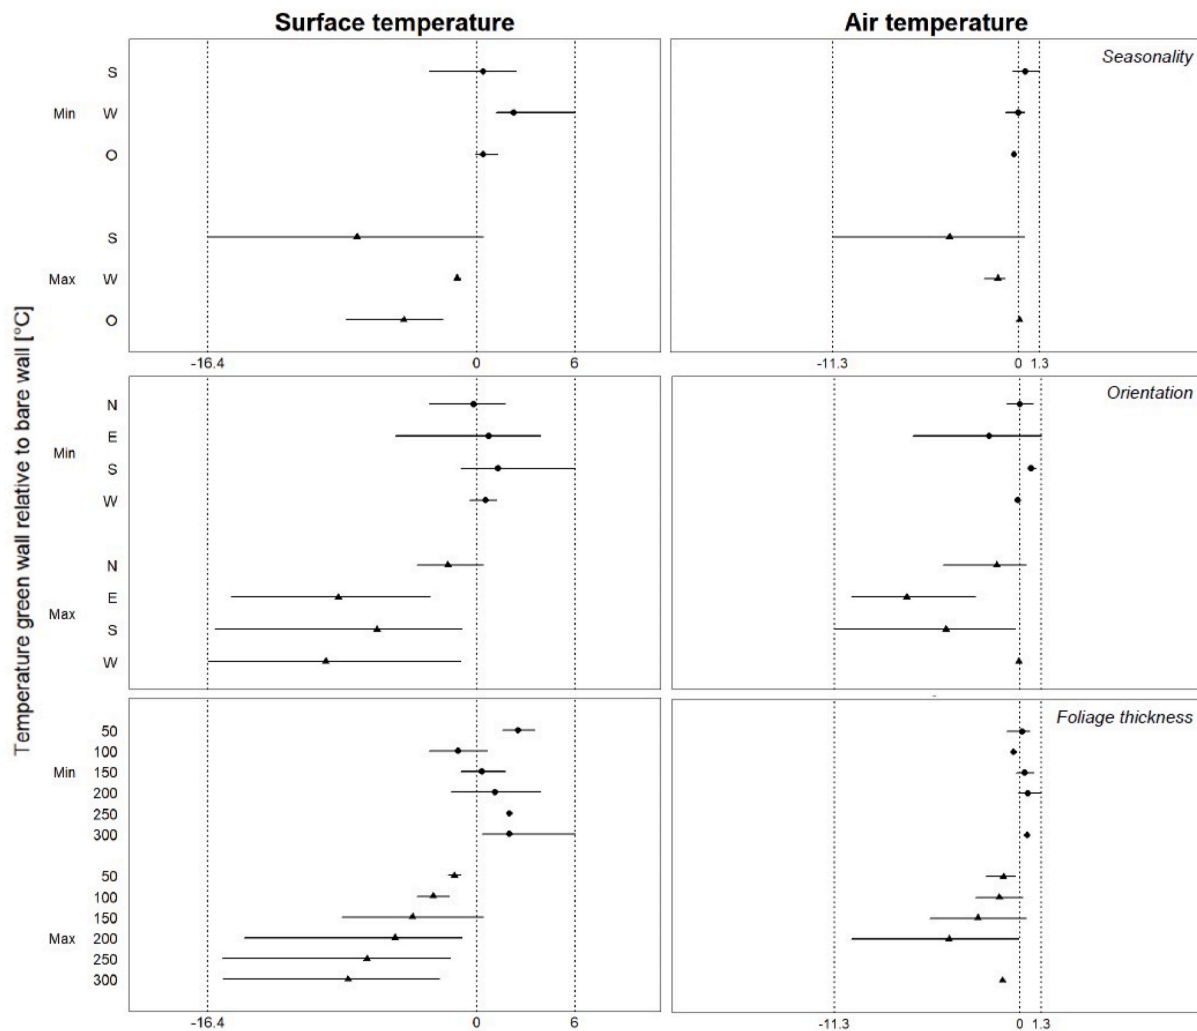 Surface temperature Air temperature
Temperature green wall relative to bare wall [°C]
Seasonality
S
Min W
O
S
Max W
O
-16.4 0 6 -11.3 0 1.3
Orientation
N
E
Min
S
W
N
E
Max
S
W
Foliage thickness
50
100
150
Min 200
250
300
50
100
150
Max 200
250
300
-16.4 0 6 -11.3 0 1.3